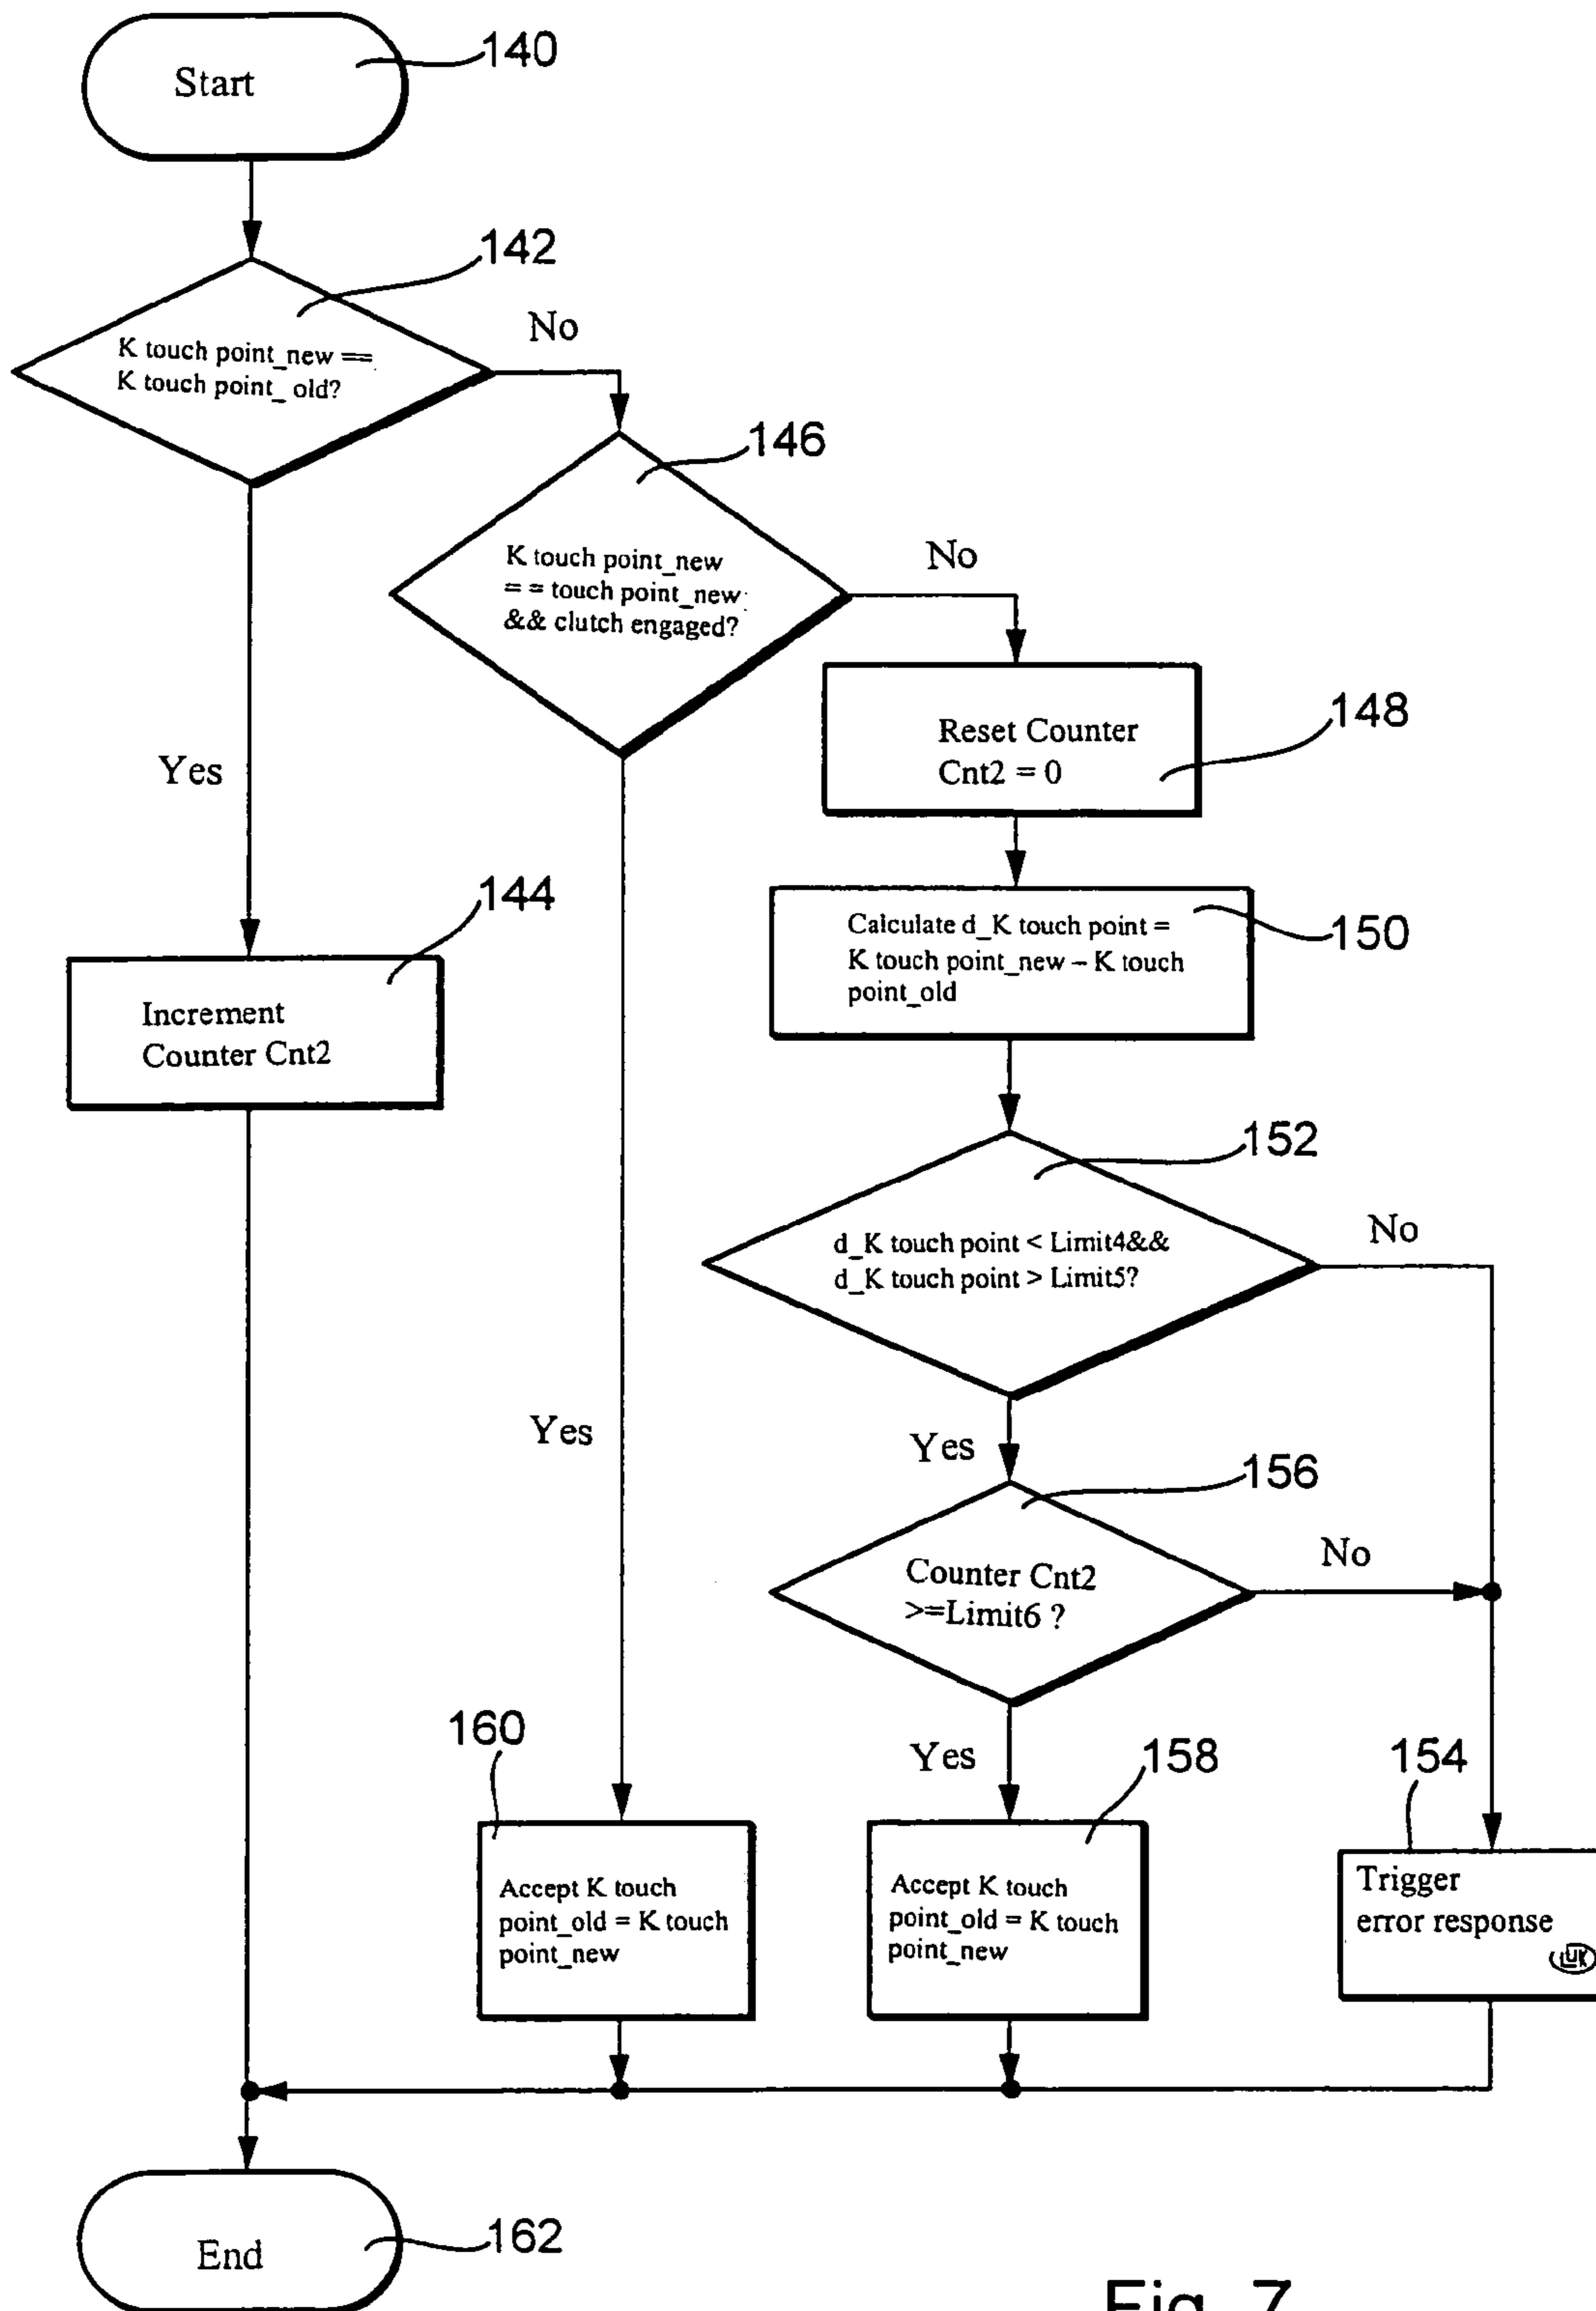 Start
140
142
K touch point_new ==
K touch point_ old?
No
146
K touch point_new
= = touch point_new
&& clutch engaged?
No
Reset Counter
Cnt2 = 0
148
Yes
144
Increment
Counter Cnt2
Calculate d_K touch point =
K touch point_new – K touch
point_old
150
152
d_K touch point < Limit4&&
d_K touch point > Limit5?
No
Yes
Yes
156
Counter Cnt2
>=Limit6 ?
No
160
Accept K touch
point_old = K touch
point_new
Yes
158
Accept K touch
point_old = K touch
point_new
154
Trigger
error response
LUK
End
162
Fig. 7